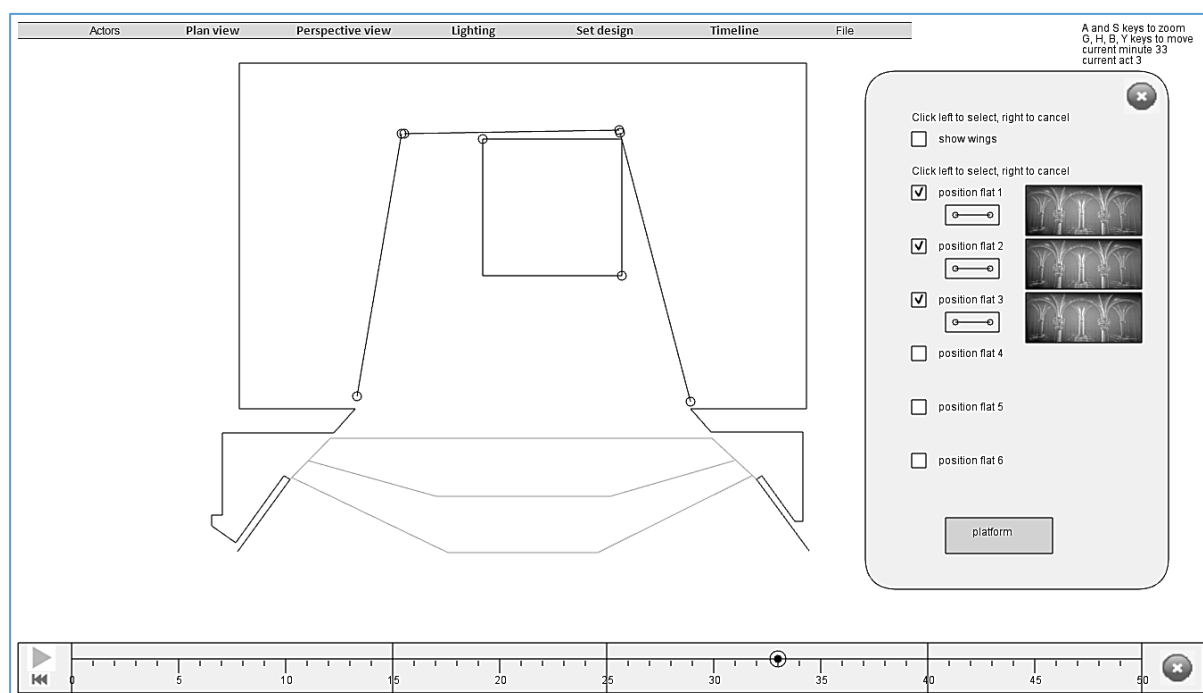 Actors Plan view Perspective view Lighting Set design Timeline File
A and S keys to zoom
G, H, B, Y keys to move
current minute 33
current act 3
Click left to select, right to cancel
show wings
Click left to select, right to cancel
position flat 1
position flat 2
position flat 3
position flat 4
position flat 5
position flat 6
platform
0 5 10 15 20 25 30 35 40 45 50